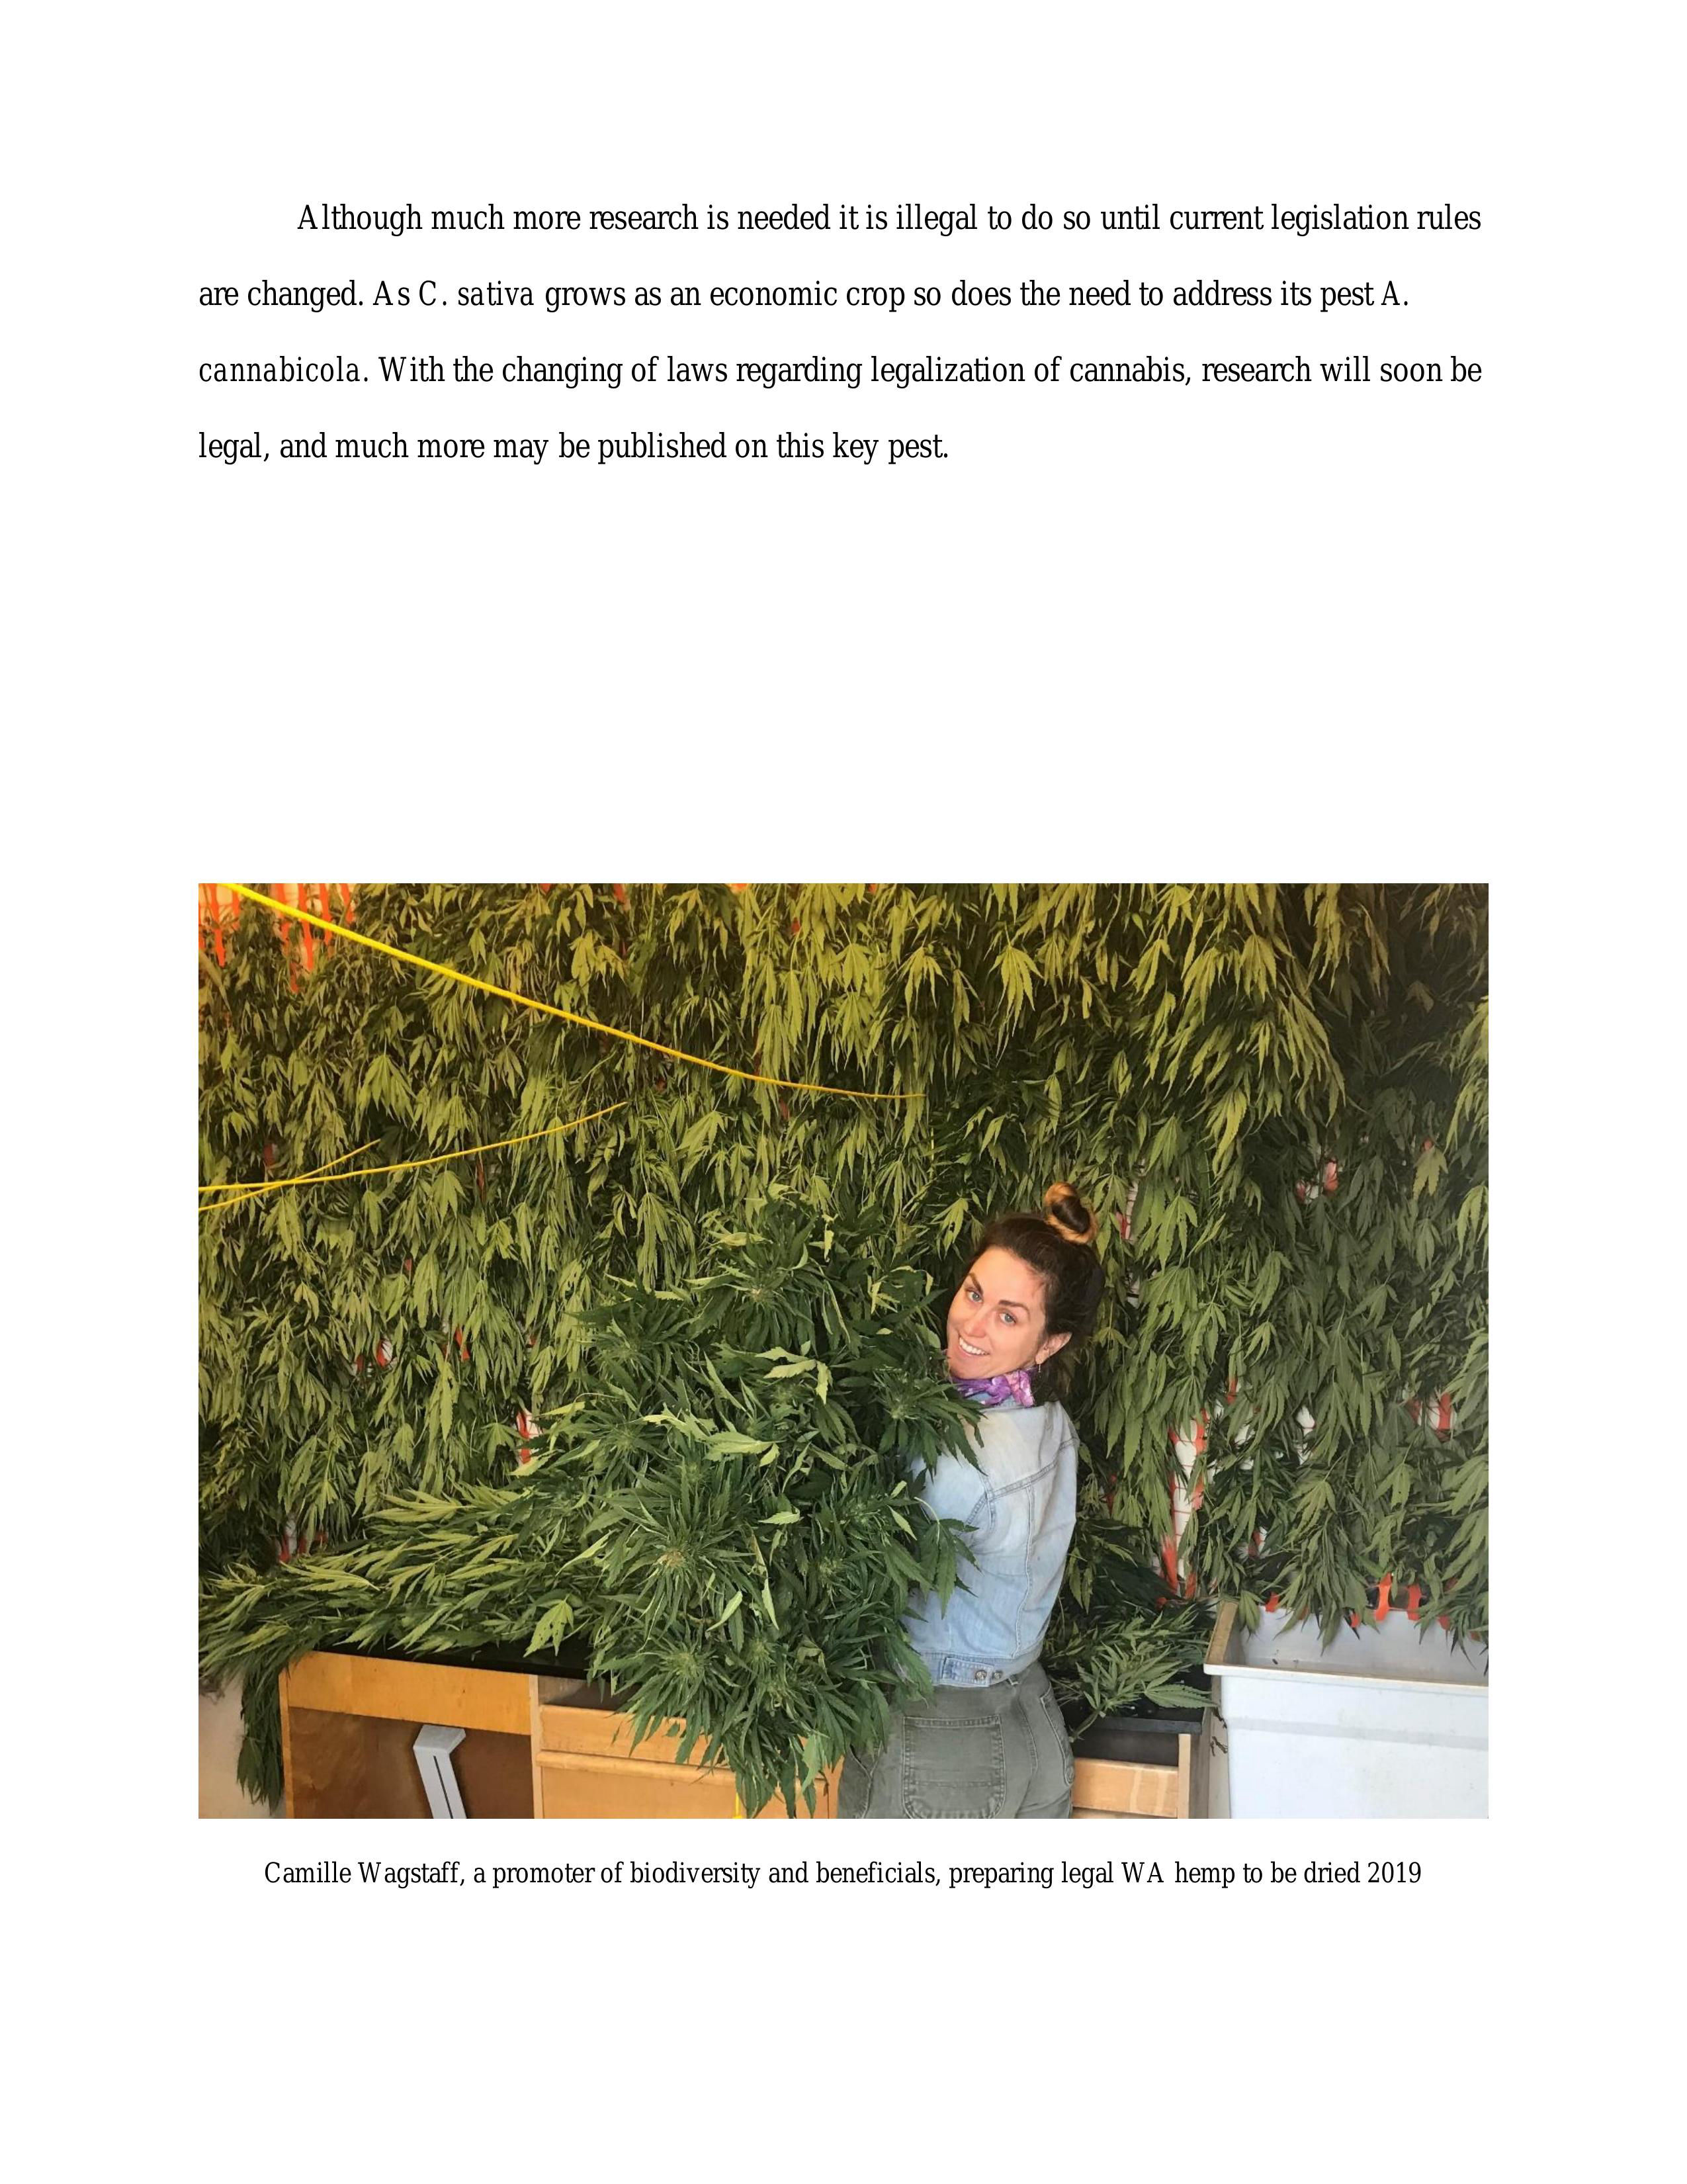 Although much more research is needed it is illegal to do so until current legislation rules
are changed. As C. sativa grows as an economic crop so does the need to address its pest A.
cannabicola. With the changing of laws regarding legalization of cannabis, research will soon be
legal, and much more may be published on this key pest.
Camille Wagstaff, a promoter of biodiversity and beneficials, preparing legal WA hemp to be dried 2019